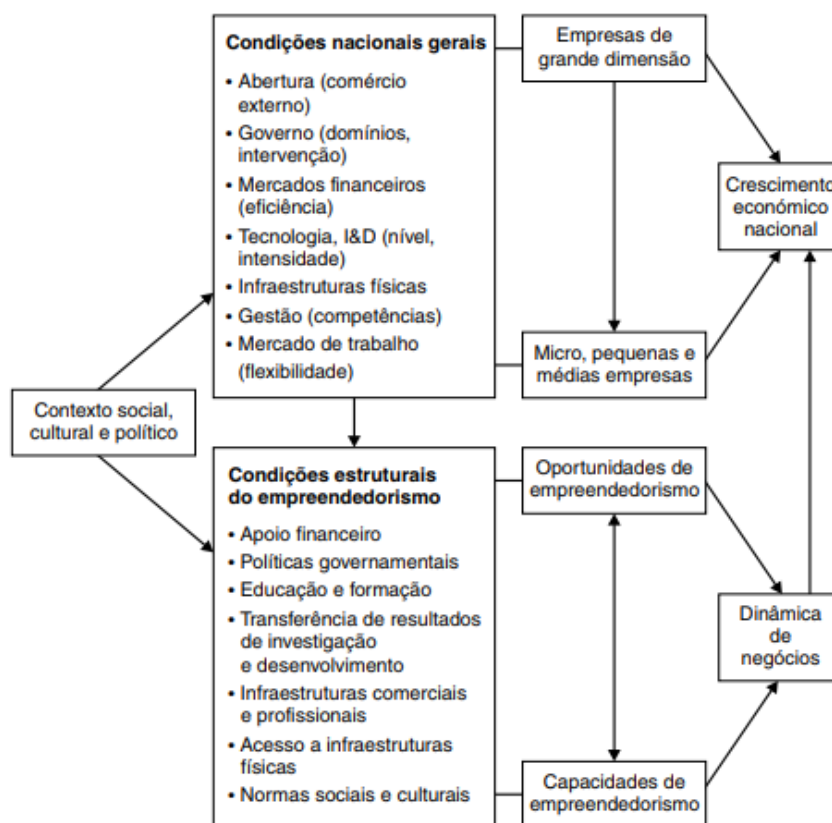 Condições nacionais gerais
• Abertura (comércio
externo)
• Governo (domínios,
intervenção)
• Mercados financeiros
(eficiência)
• Tecnologia, I&D (nível,
intensidade)
• Infraestruturas físicas
• Gestão (competências)
• Mercado de trabalho
(flexibilidade)
Empresas de
grande dimensão
Crescimento
económico
nacional
Micro, pequenas e
médias empresas
Contexto social,
cultural e político
Condições estruturais
do empreendedorismo
• Apoio financeiro
• Políticas governamentais
• Educação e formação
• Transferência de resultados
de investigação
e desenvolvimento
• Infraestruturas comerciais
e profissionais
• Acesso a infraestruturas
físicas
• Normas sociais e culturais
Oportunidades de
empreendedorismo
Dinâmica
de
negócios
Capacidades de
empreendedorismo